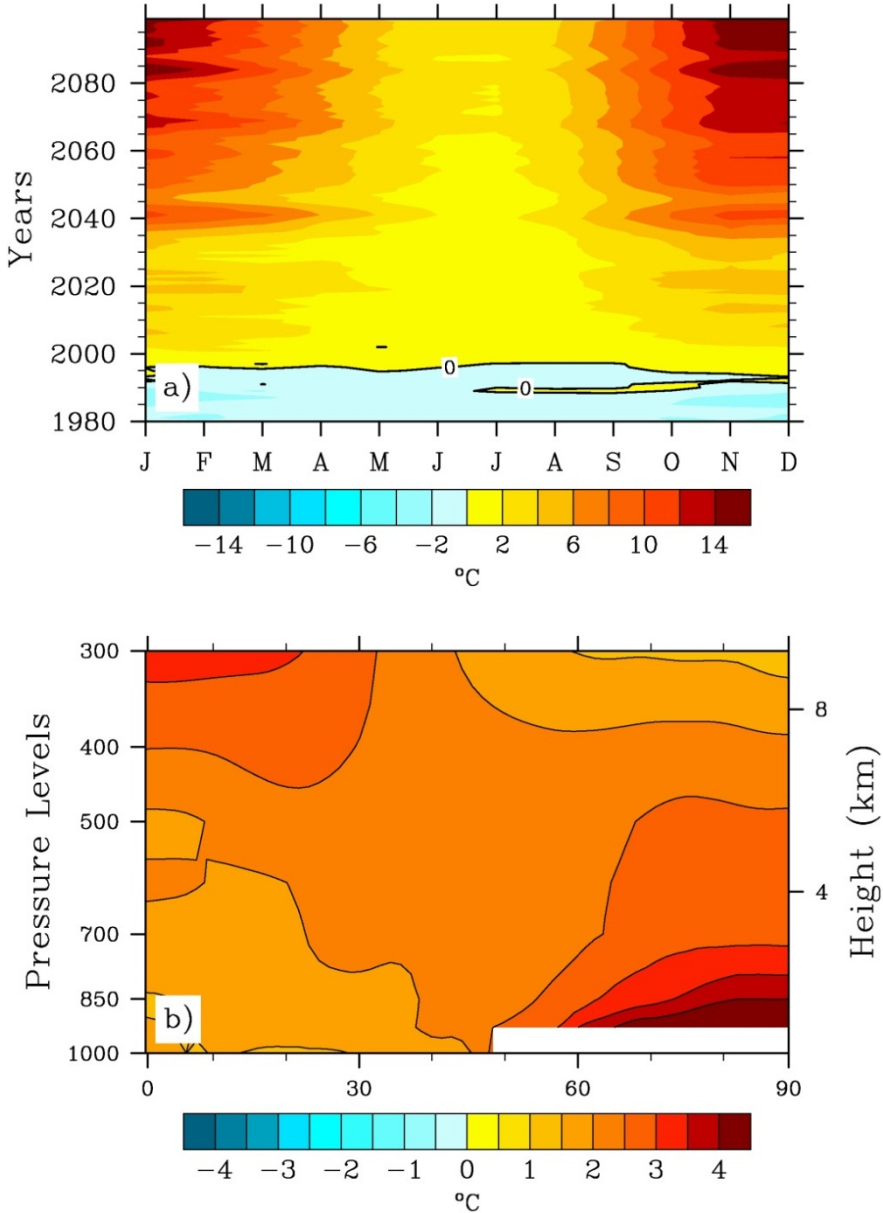 2080
2060
2040
2020
2000
1980
Years
0
0
a)
J F M A M J J A S O N D
−14 −10 −6 −2 2 6 10 14
°C
300
400
500
700
850
1000
Pressure Levels
8
4
Height (km)
b)
0 30 60 90
−4 −3 −2 −1 0 1 2 3 4
°C